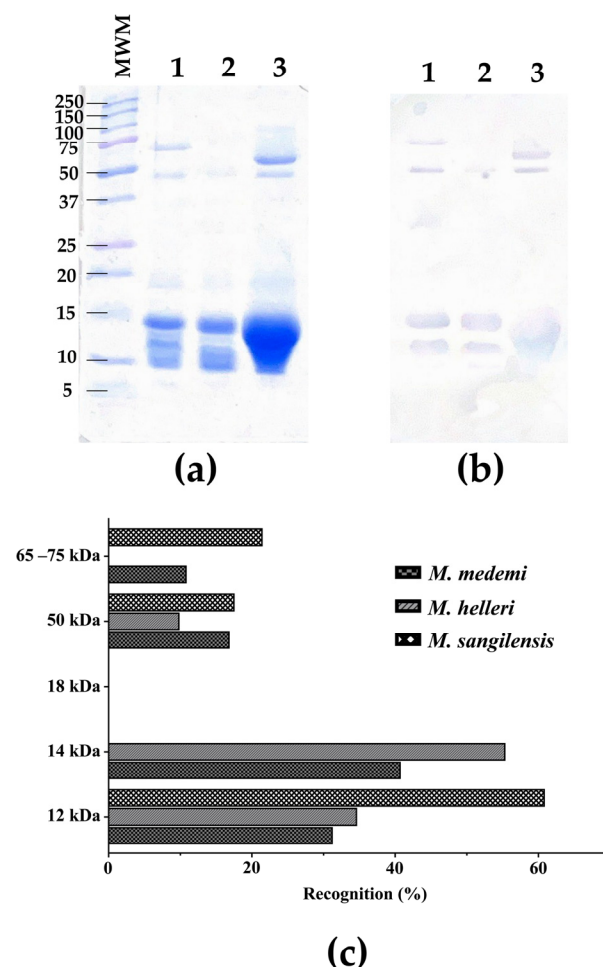 MWM 1 2 3
250
150
100
75
50
37
25
20
15
10
5
(a)
1 2 3
(b)
65 –75 kDa
50 kDa
18 kDa
14 kDa
12 kDa
M. medemi
M. helleri
M. sangilensis
0 20 40 60
Recognition (%)
(c)